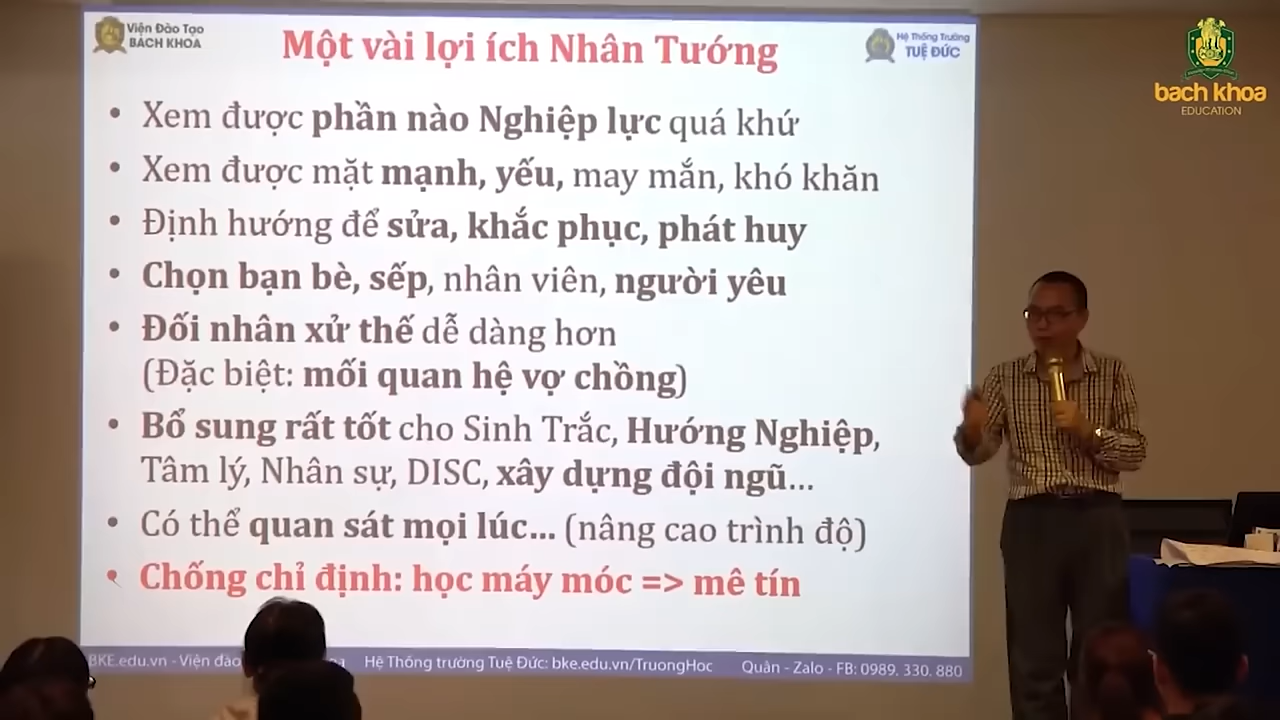 Viện Đào Tạo
BÁCH KHOA
Một vài lợi ích Nhân Tướng
Hệ Thống Trường
TUỆ ĐỨC
bach khoa
EDUCATION
• Xem được phần nào Nghiệp lực quá khứ
• Xem được mặt mạnh, yếu, may mắn, khó khăn
• Định hướng để sửa, khắc phục, phát huy
• Chọn bạn bè, sếp, nhân viên, người yêu
• Đối nhân xử thế dễ dàng hơn
(Đặc biệt: mối quan hệ vợ chồng)
• Bổ sung rất tốt cho Sinh Trắc, Hướng Nghiệp,
Tâm lý, Nhân sự, DISC, xây dựng đội ngũ...
• Có thể quan sát mọi lúc... (nâng cao trình độ)
• Chống chỉ định: học máy móc => mê tín
BKE.edu.vn - Viện đào Hệ Thống trường Tuệ Đức: bke.edu.vn/TruongHoc Quân - Zalo - FB: 0989. 330. 880